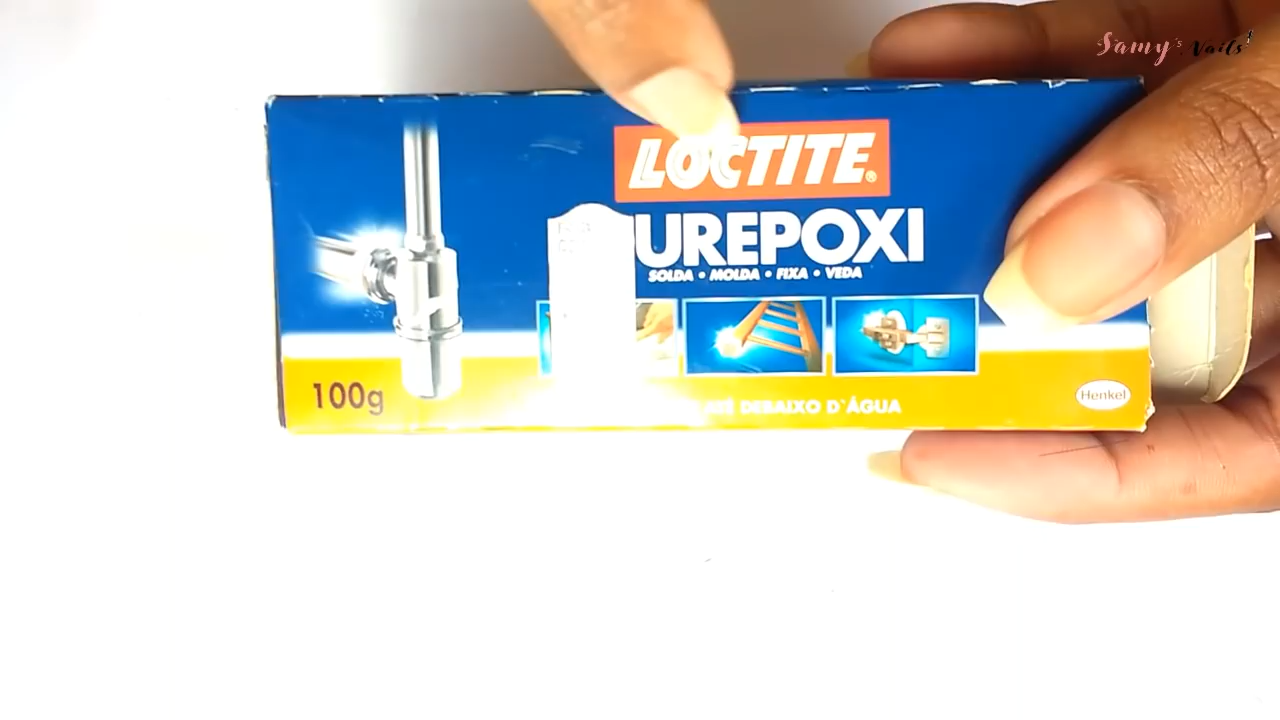 Samy's Nails
LOCTITE®
UREPOXI
SOLDA • MOLDA • FIXA • VEDA
100g
DEBAIXO D`ÁGUA
Henkel